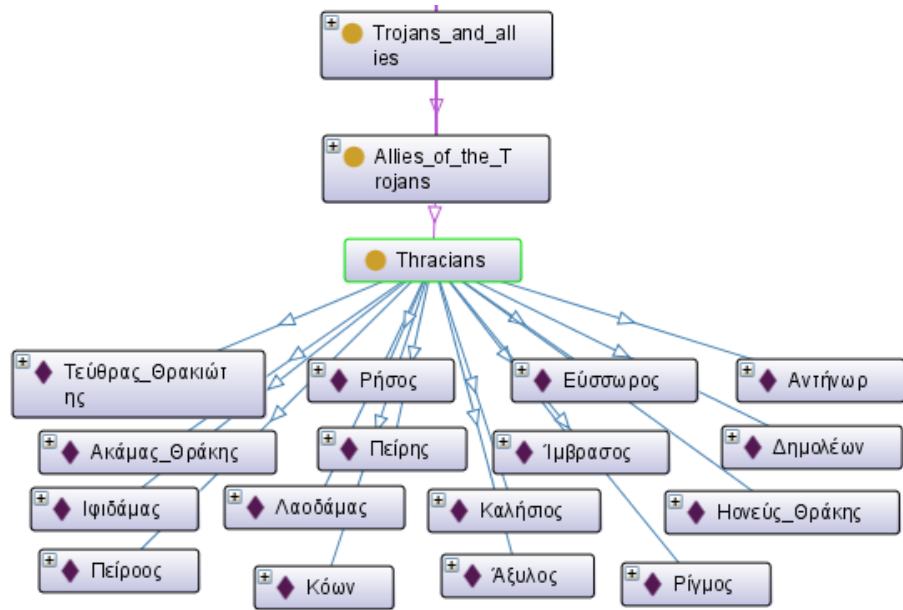 Trojans_and_all
ies
Allies_of_the_T
rojans
Thracians
Τεύθρας_Θρακιώτ
ης
Ρήσος
Εύσσωρος
Αντήνωρ
Ακάμας_Θράκης
Πείρης
Ίμβρασος
Δημολέων
Ιφιδάμας
Λαοδάμας
Καλήσιος
Ηονεύς_Θράκης
Πείροος
Κόων
Άξυλος
Ρίγμος